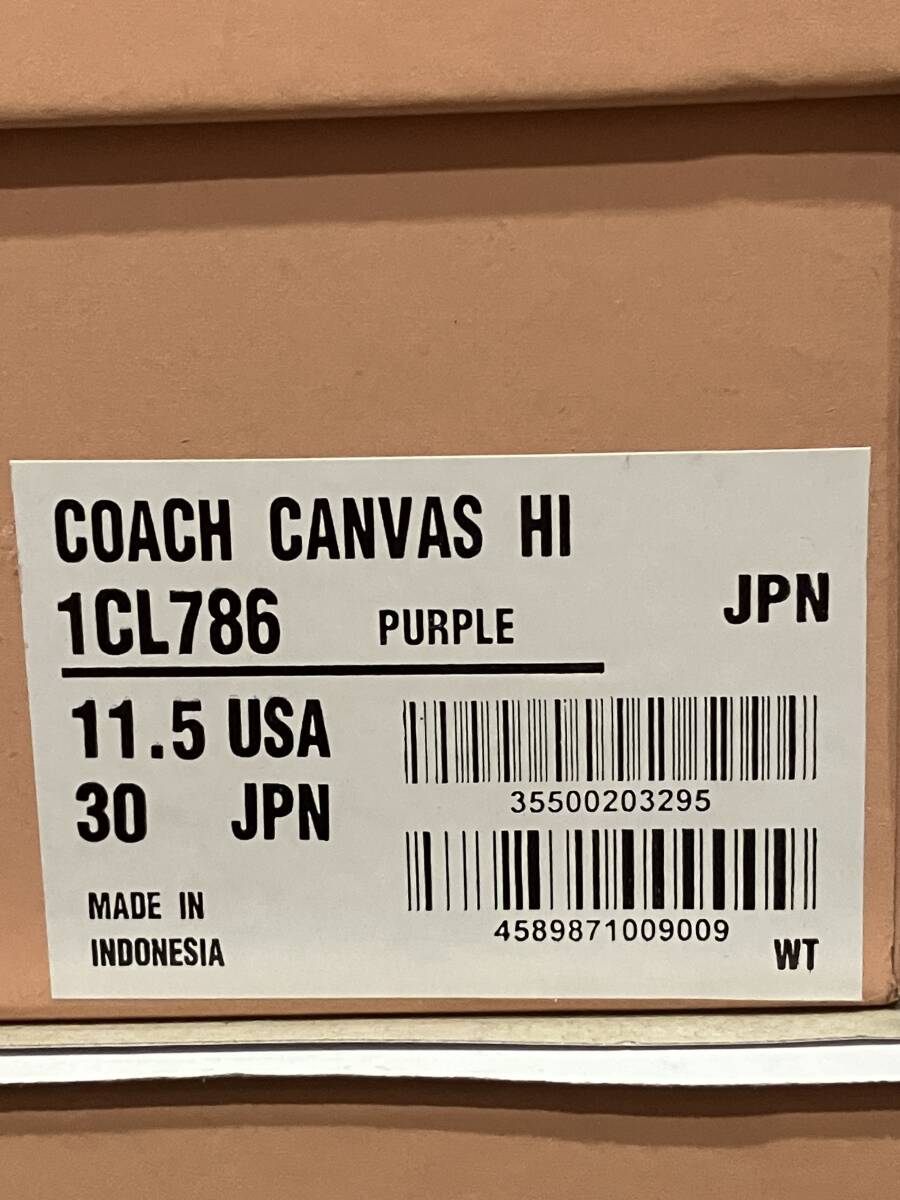 COACH CANVAS HI
1CL786 PURPLE JPN
11.5 USA
30 JPN
35500203295
4589871009009
MADE IN
INDONESIA
WT